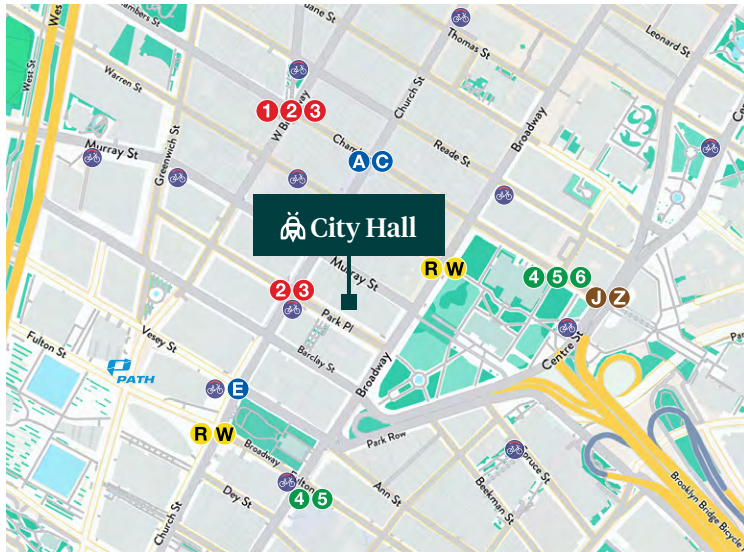 Chambers St
Duane St
Thomas St
Leonard St
West St
Warren St
Church St
Broadway
1 2 3
W Broadway
Murray St
Greenwich St
A C
Reade St
City Hall
Murray St
R W
4 5 6
J Z
2 3
Park Pl
Vesey St
Fulton St
Barclay St
Broadway
Centre St
PATH
E
R W
Park Row
Broadway
Fulton
4 5
Ann St
Dey St
Church St
Beekman St
Spruce St
Brooklyn Bridge Bicycle